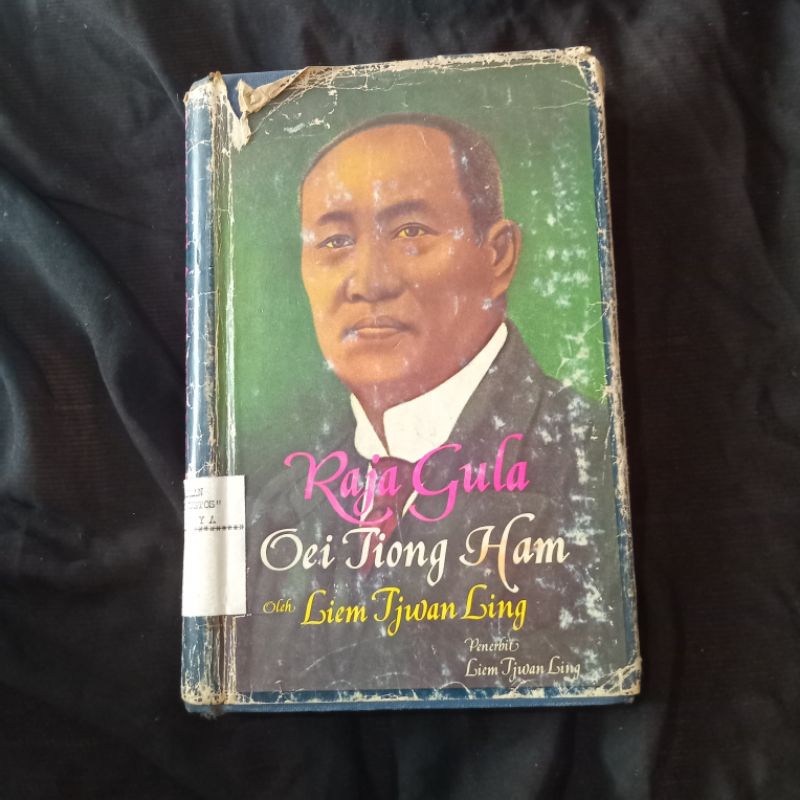 Raja Gula
Oei Tiong Ham
Oleh Liem Tjwan Ling
Penerbit
Liem Tjwan Ling
Y A